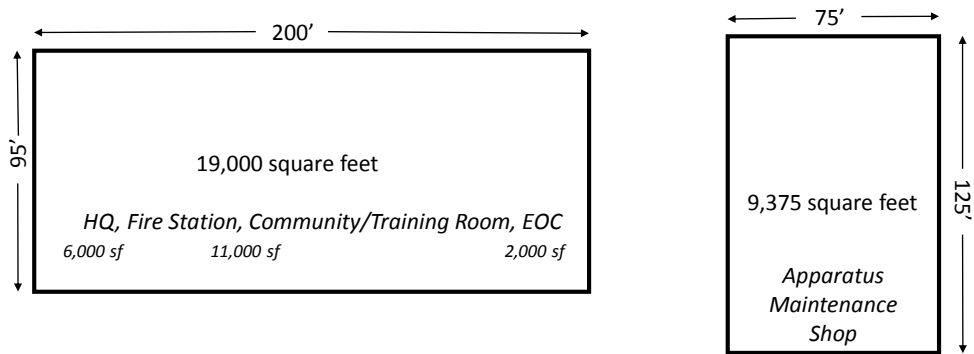 200’
95’
19,000 square feet
HQ, Fire Station, Community/Training Room, EOC
6,000 sf 11,000 sf 2,000 sf
75’
125’
9,375 square feet
Apparatus
Maintenance
Shop